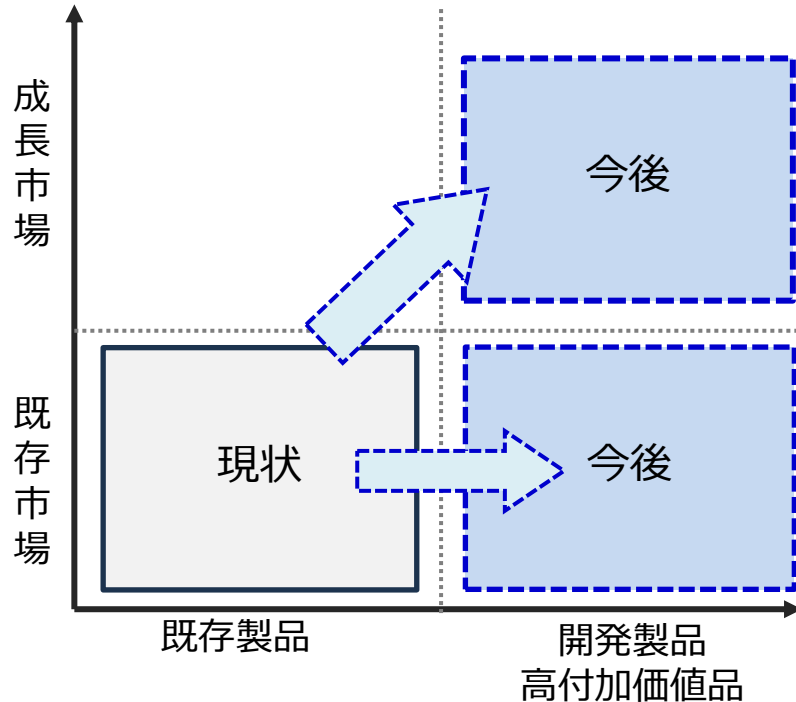 成長市場
今後
既存市場
現状
今後
既存製品
開発製品
高付加価値品